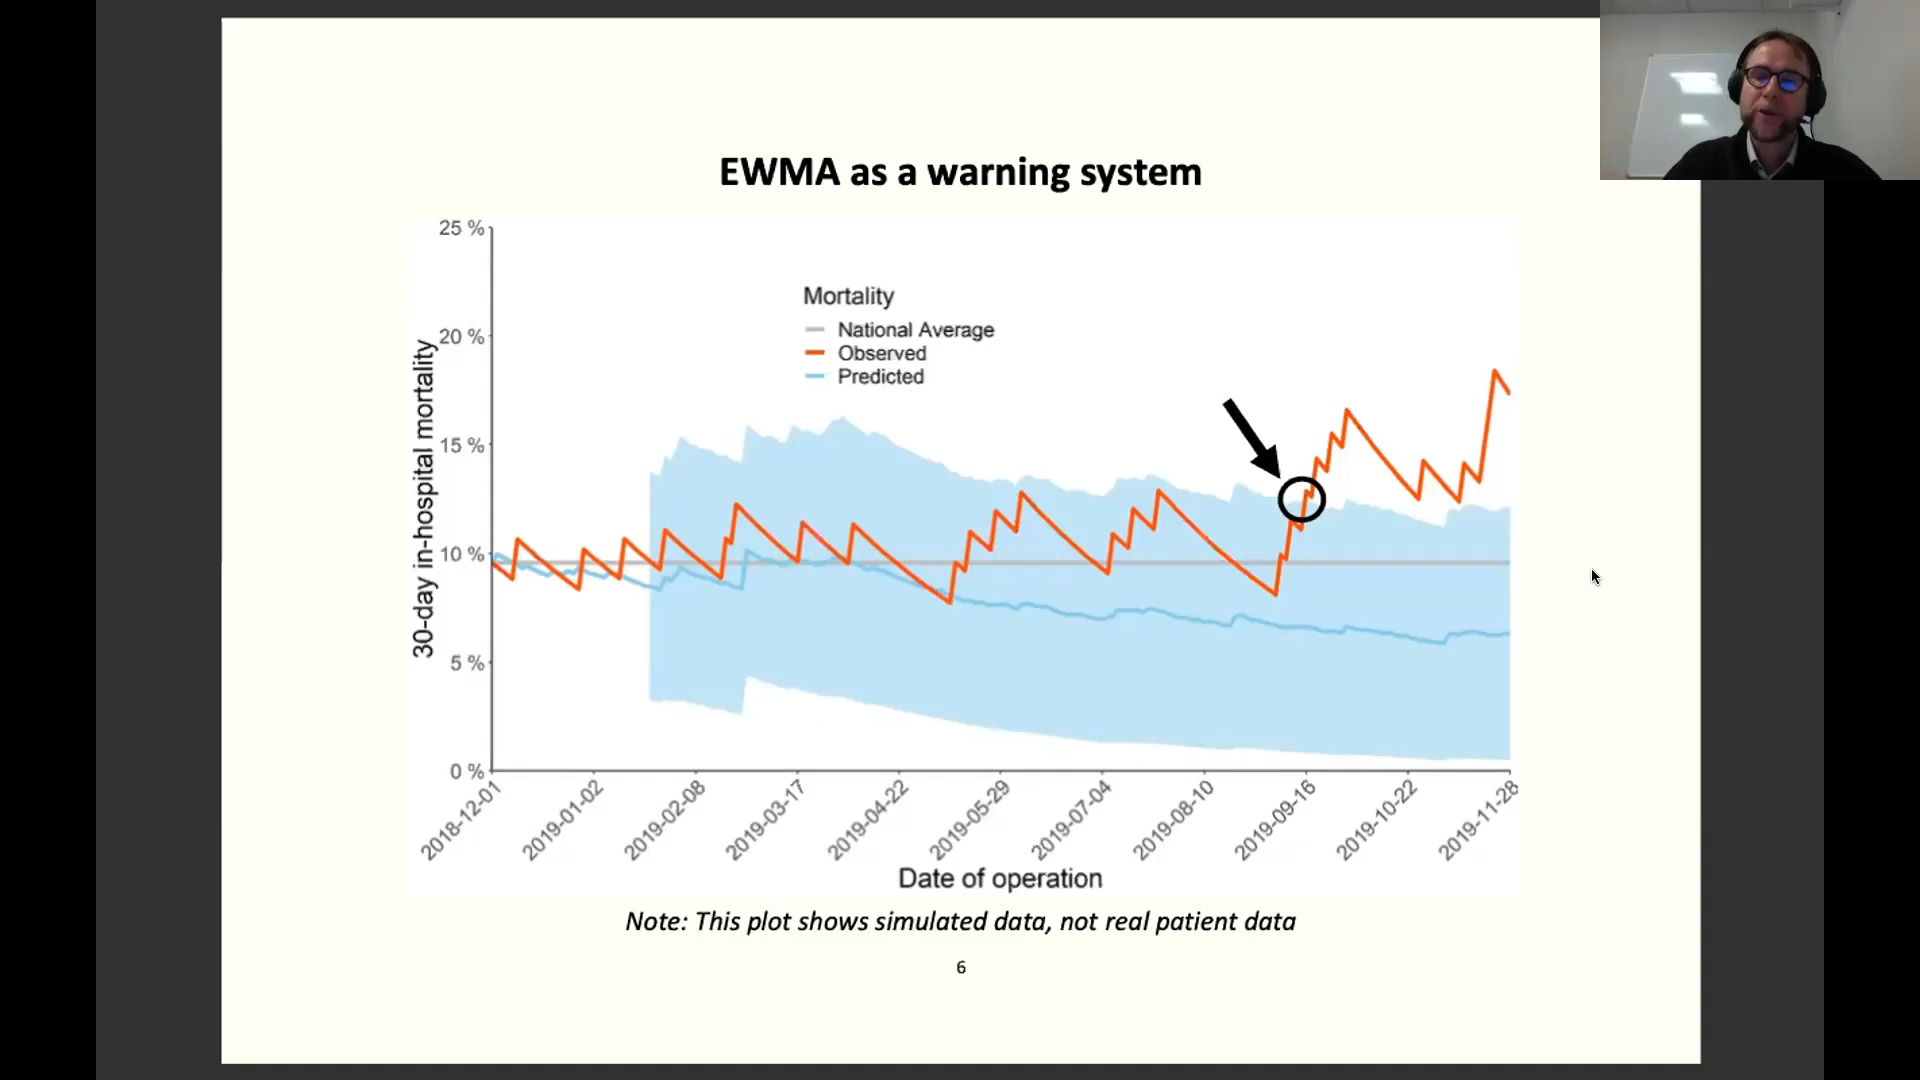 EWMA as a warning system
25 %
20 %
15 %
10 %
5 %
0 %
30-day in-hospital mortality
Mortality
National Average
Observed
Predicted
2018-12-01
2019-01-02
2019-02-08
2019-03-17
2019-04-22
2019-05-29
2019-07-04
2019-08-10
2019-09-16
2019-10-22
2019-11-28
Date of operation
Note: This plot shows simulated data, not real patient data
6